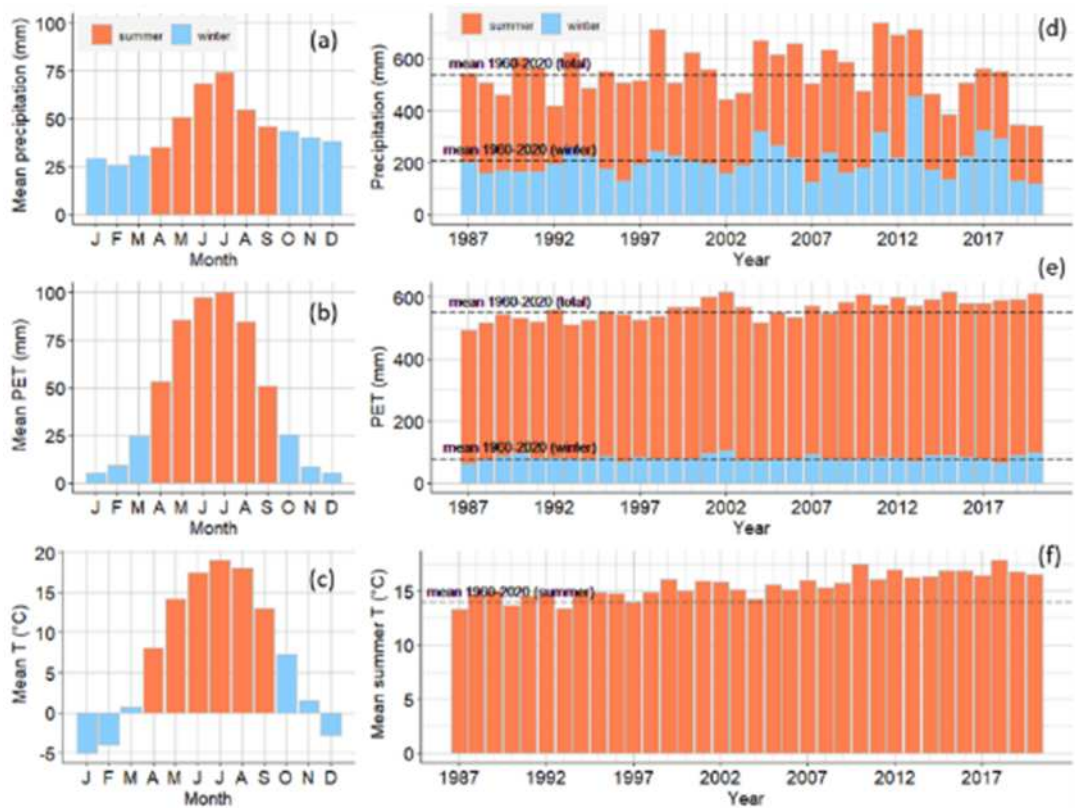 summer winter
(a)
Mean precipitation (mm)
100
75
50
25
0
J F M A M J J A S O N D
Month
summer winter
(d)
Precipitation (mm)
600
400
200
0
mean 1960-2020 (total)
mean 1960-2020 (winter)
1987 1992 1997 2002 2007 2012 2017
Year
(b)
Mean PET (mm)
100
75
50
25
0
J F M A M J J A S O N D
Month
(e)
PET (mm)
600
400
200
0
mean 1960-2020 (total)
mean 1960-2020 (winter)
1987 1992 1997 2002 2007 2012 2017
Year
(c)
Mean T (°C)
20
15
10
5
0
-5
J F M A M J J A S O N D
Month
(f)
Mean summer T (°C)
15
10
5
0
mean 1960-2020 (summer)
1987 1992 1997 2002 2007 2012 2017
Year